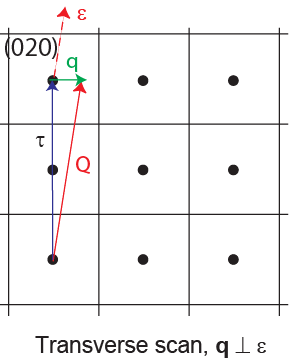 ε
(020)
q
τ
Q
Transverse scan, q ⊥ ε